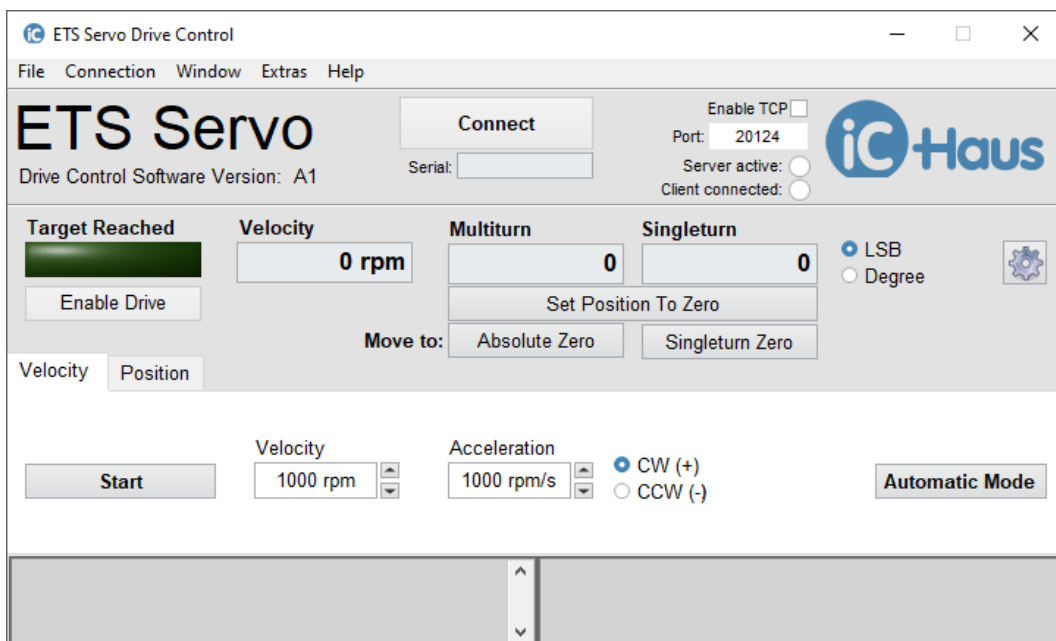 ETS Servo Drive Control
File Connection Window Extras Help
ETS Servo
Drive Control Software Version: A1
Connect
Serial:
Enable TCP
Port: 20124
Server active:
Client connected:
iC-Haus
Target Reached
Enable Drive
Velocity
0 rpm
Multiturn
0
Singleturn
0
LSB
Degree
Set Position To Zero
Move to: Absolute Zero Singleturn Zero
Velocity Position
Start
Velocity
1000 rpm
Acceleration
1000 rpm/s
CW (+)
CCW (-)
Automatic Mode